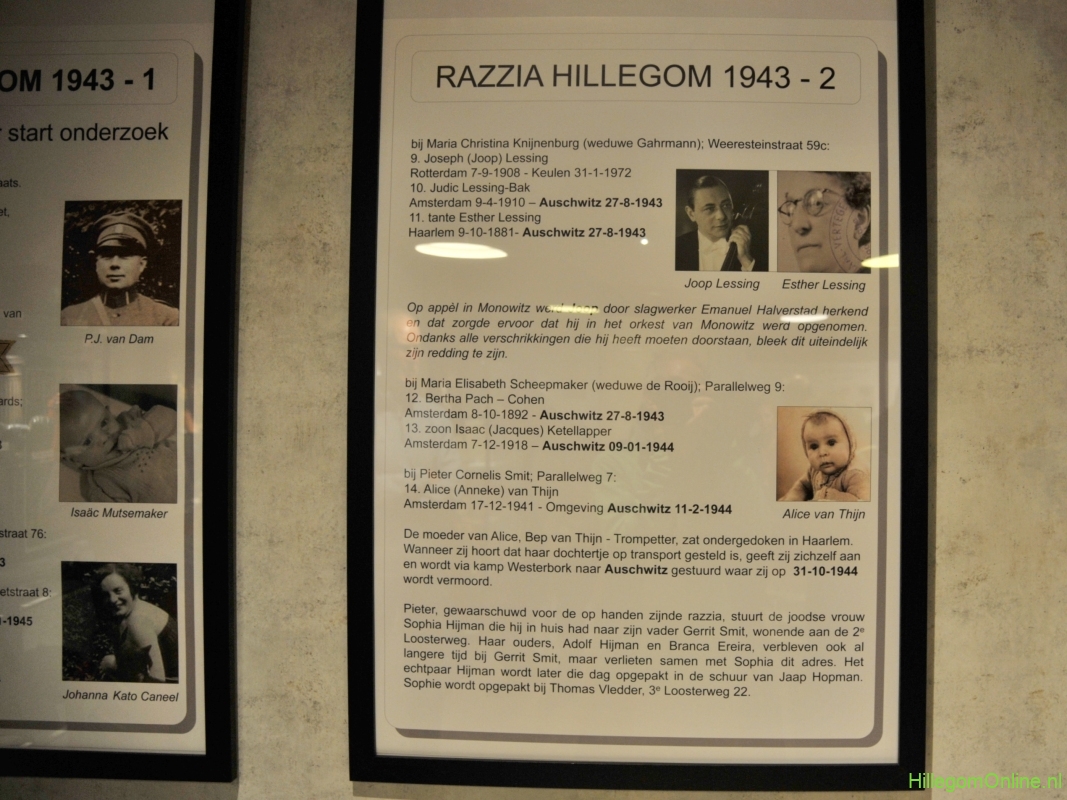 OM 1943 - 1
start onderzoek
aats.
et,
van
ards;
straat 76:
3
etstraat 8:
-1945
P.J. van Dam
Isaäc Mutsemaker
Johanna Kato Caneel
RAZZIA HILLEGOM 1943 - 2
bij Maria Christina Knijnenburg (weduwe Gahrmann); Weeresteinstraat 59c:
9. Joseph (Joop) Lessing
Rotterdam 7-9-1908 - Keulen 31-1-1972
10. Judic Lessing-Bak
Amsterdam 9-4-1910 – Auschwitz 27-8-1943
11. tante Esther Lessing
Haarlem 9-10-1881- Auschwitz 27-8-1943
Joop Lessing
Esther Lessing
Op appèl in Monowitz werd Joop door slagwerker Emanuel Halverstad herkend
en dat zorgde ervoor dat hij in het orkest van Monowitz werd opgenomen.
Ondanks alle verschrikkingen die hij heeft moeten doorstaan, bleek dit uiteindelijk
zijn redding te zijn.
bij Maria Elisabeth Scheepmaker (weduwe de Rooij); Parallelweg 9:
12. Bertha Pach – Cohen
Amsterdam 8-10-1892 - Auschwitz 27-8-1943
13. zoon Isaac (Jacques) Ketellapper
Amsterdam 7-12-1918 – Auschwitz 09-01-1944
bij Pieter Cornelis Smit; Parallelweg 7:
14. Alice (Anneke) van Thijn
Amsterdam 17-12-1941 - Omgeving Auschwitz 11-2-1944
Alice van Thijn
De moeder van Alice, Bep van Thijn - Trompetter, zat ondergedoken in Haarlem.
Wanneer zij hoort dat haar dochtertje op transport gesteld is, geeft zij zichzelf aan
en wordt via kamp Westerbork naar Auschwitz gestuurd waar zij op 31-10-1944
wordt vermoord.
Pieter, gewaarschuwd voor de op handen zijnde razzia, stuurt de joodse vrouw
Sophia Hijman die hij in huis had naar zijn vader Gerrit Smit, wonende aan de 2e
Loosterweg. Haar ouders, Adolf Hijman en Branca Ereira, verbleven ook al
langere tijd bij Gerrit Smit, maar verlieten samen met Sophia dit adres. Het
echtpaar Hijman wordt later die dag opgepakt in de schuur van Jaap Hopman.
Sophie wordt opgepakt bij Thomas Vledder, 3e Loosterweg 22.
HillegomOnline.nl